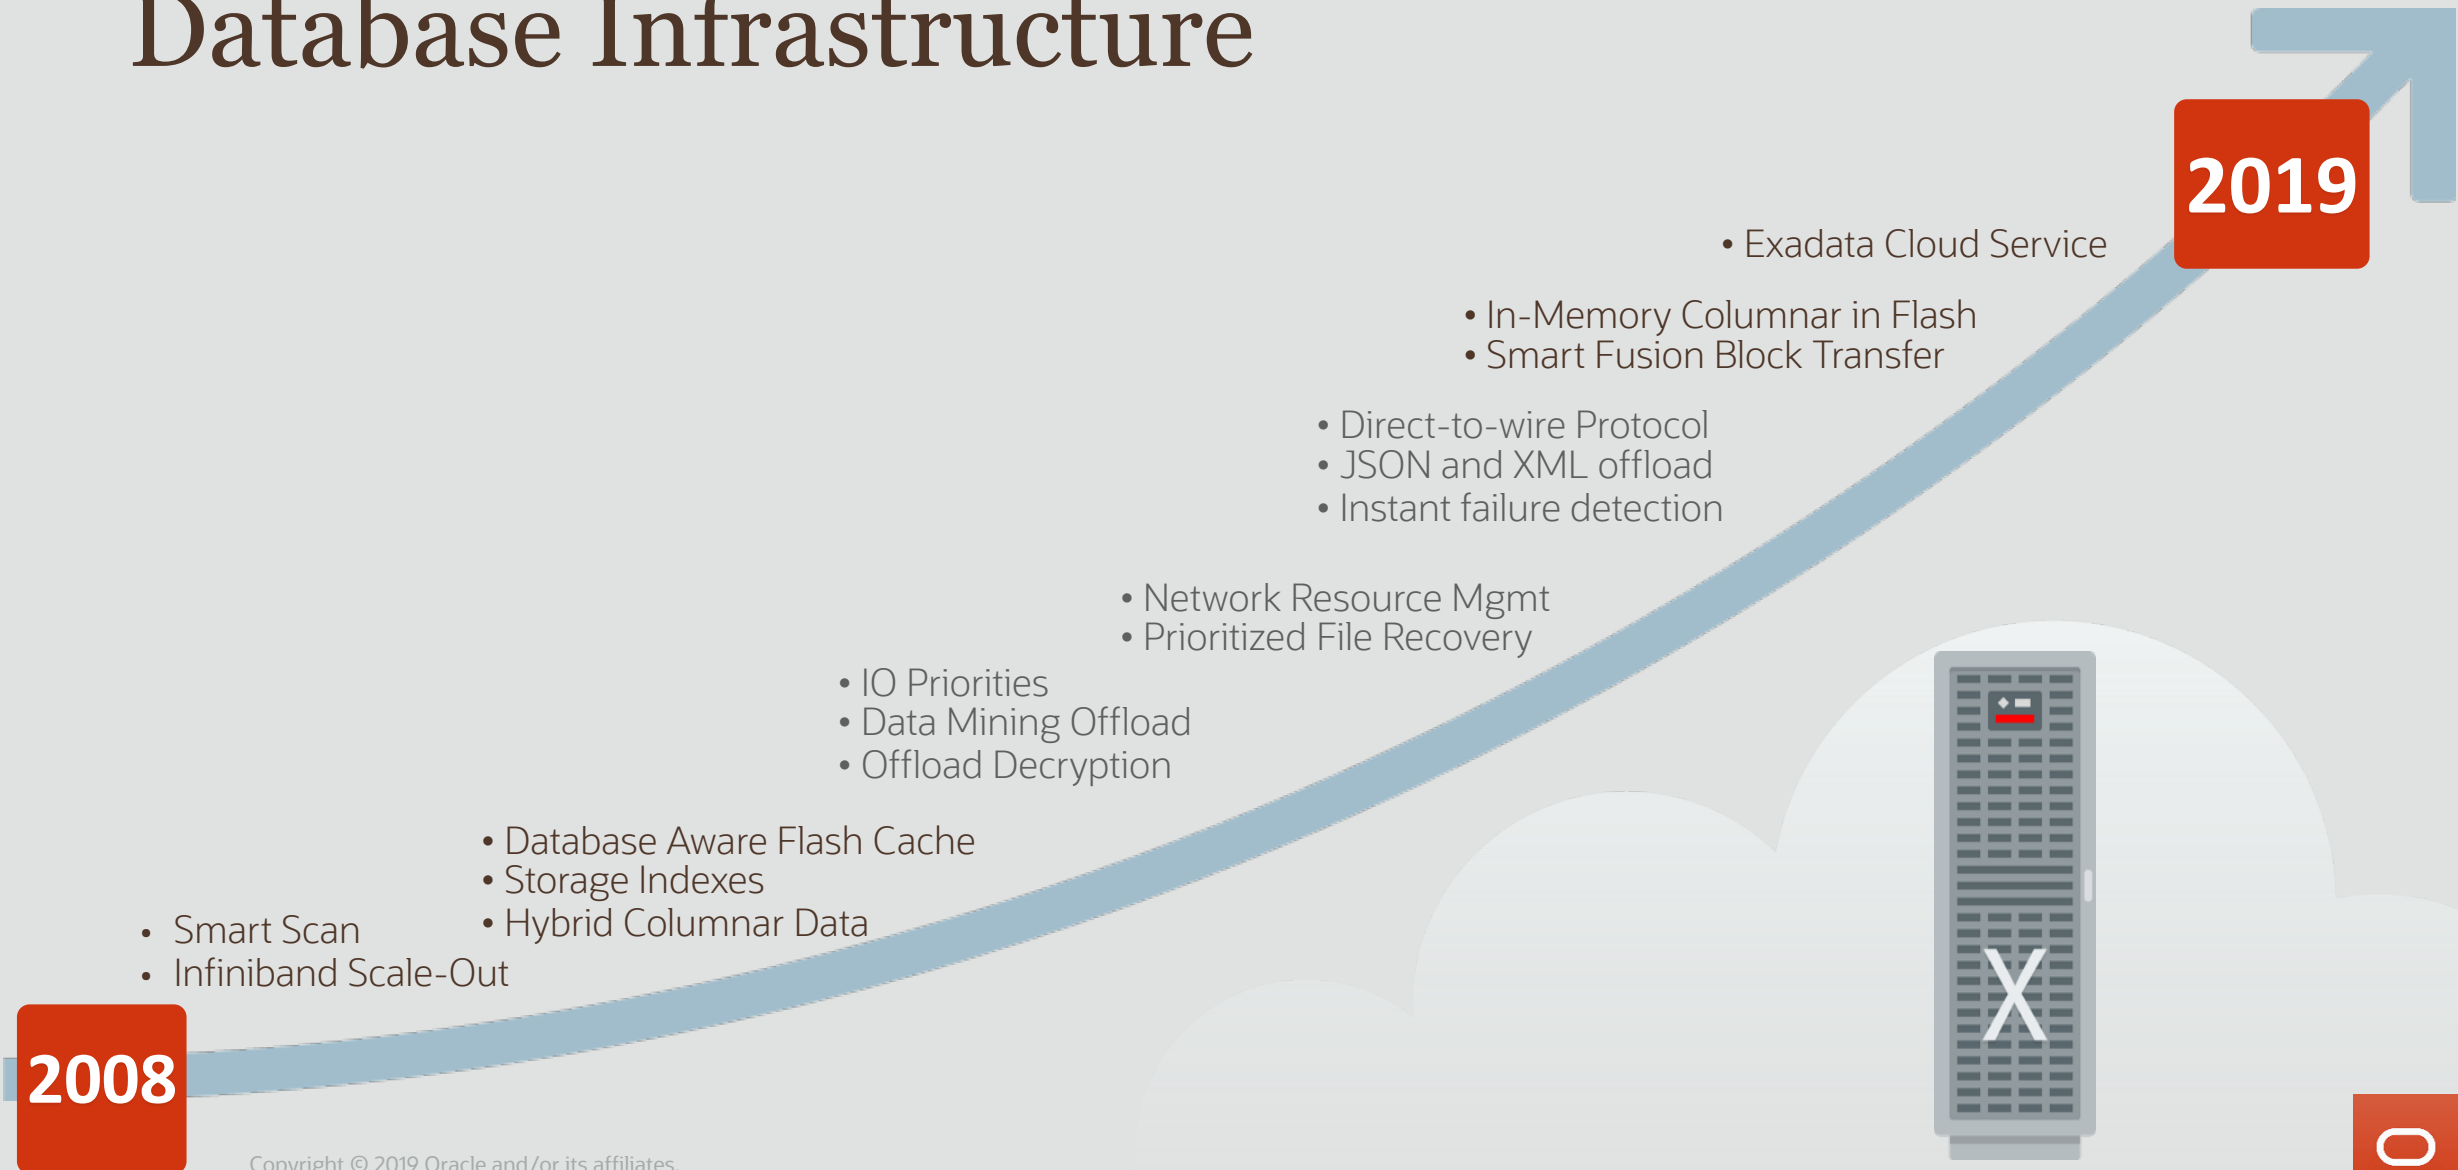 Database Infrastructure
2019
• Exadata Cloud Service
• In-Memory Columnar in Flash
• Smart Fusion Block Transfer
• Direct-to-wire Protocol
• JSON and XML offload
• Instant failure detection
• Network Resource Mgmt
• Prioritized File Recovery
• IO Priorities
• Data Mining Offload
• Offload Decryption
• Database Aware Flash Cache
• Storage Indexes
• Hybrid Columnar Data
• Smart Scan
• Infiniband Scale-Out
X
2008
Copyright © 2019 Oracle and/or its affiliates.